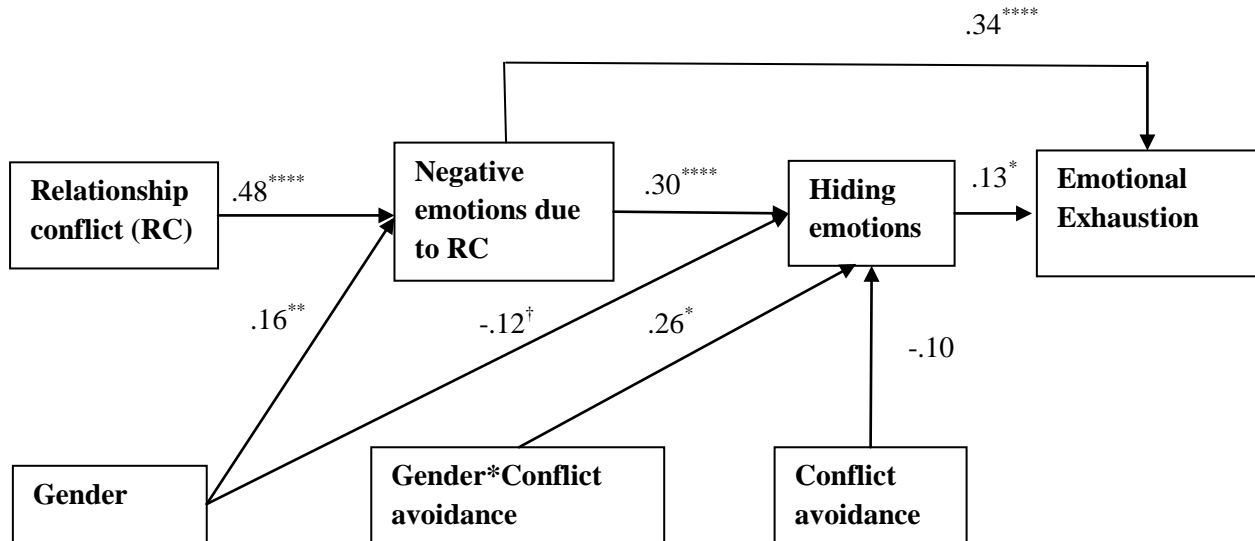 .34****
Relationship
conflict (RC)
.48****
Negative
emotions due
to RC
.30****
Hiding
emotions
.13*
Emotional
Exhaustion
.16**
-.12†
.26*
-.10
Gender
Gender*Conflict
avoidance
Conflict
avoidance